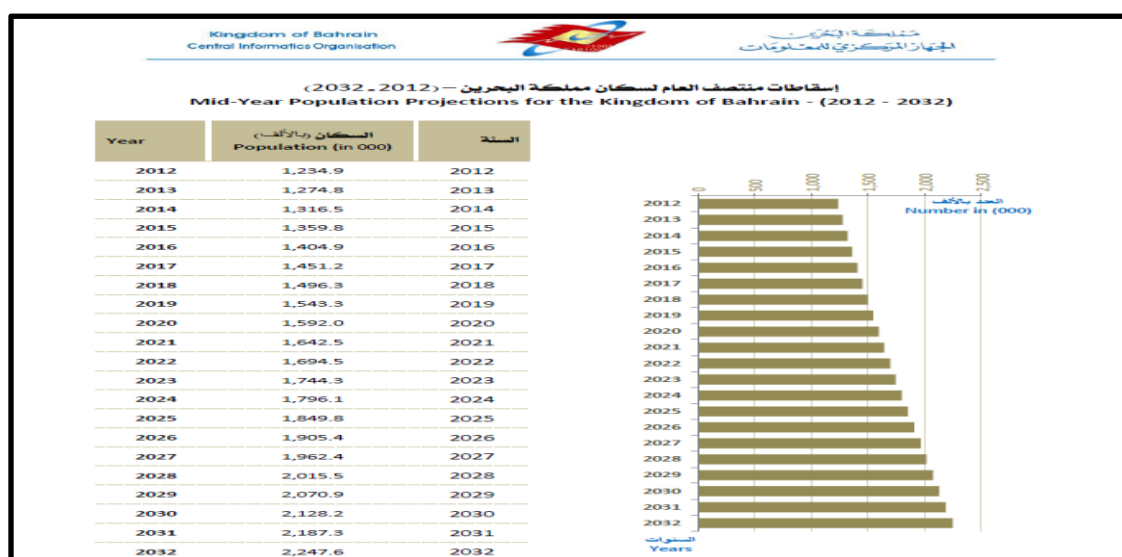 Kingdom of Bahrain
Central Informatics Organisation
مملكة البحرين
الجهاز المركزي للمعلومات
إسقاطات منتصف العام لسكان مملكة البحرين – (2012 - 2032)
Mid-Year Population Projections for the Kingdom of Bahrain - (2012 - 2032)
Year السكان (بالألف) السنة
Population (in 000)
2012 1,234.9 2012
2013 1,274.8 2013
2014 1,316.5 2014
2015 1,359.8 2015
2016 1,404.9 2016
2017 1,451.2 2017
2018 1,496.3 2018
2019 1,543.3 2019
2020 1,592.0 2020
2021 1,642.5 2021
2022 1,694.5 2022
2023 1,744.3 2023
2024 1,796.1 2024
2025 1,849.8 2025
2026 1,905.4 2026
2027 1,962.4 2027
2028 2,015.5 2028
2029 2,070.9 2029
2030 2,128.2 2030
2031 2,187.3 2031
2032 2,247.6 2032
0 500 1,000 1,500 2,000 2,500
العدد بالألف
Number in (000)
2012
2013
2014
2015
2016
2017
2018
2019
2020
2021
2022
2023
2024
2025
2026
2027
2028
2029
2030
2031
2032
السنوات
Years